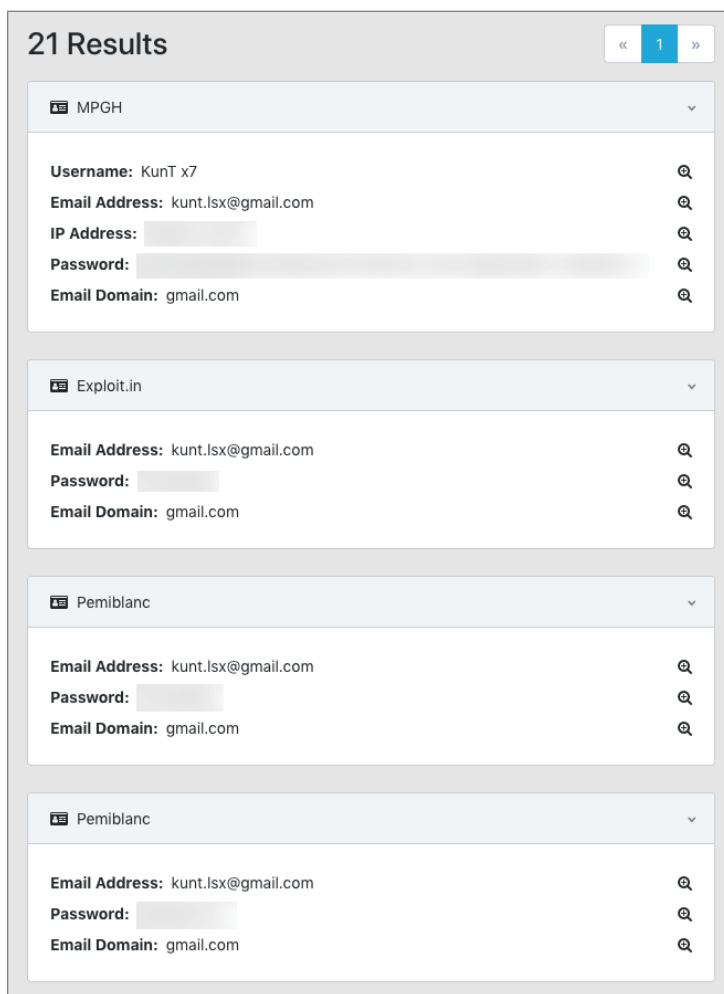 21 Results
« 1 »
MPGH
Username: KunT x7
Email Address: kunt.lsx@gmail.com
IP Address:
Password:
Email Domain: gmail.com
Exploit.in
Email Address: kunt.lsx@gmail.com
Password:
Email Domain: gmail.com
Pemiblanc
Email Address: kunt.lsx@gmail.com
Password:
Email Domain: gmail.com
Pemiblanc
Email Address: kunt.lsx@gmail.com
Password:
Email Domain: gmail.com